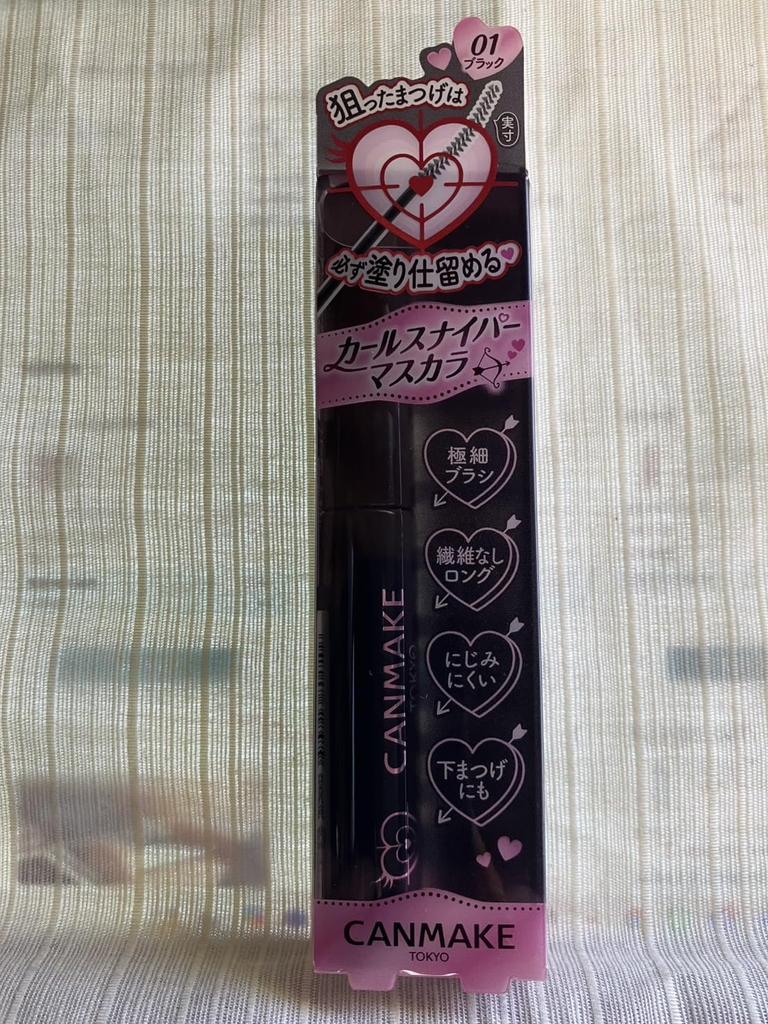 01
ブラック
狙ったまつげは
実寸
必ず塗り仕留める
カールスナイパー
マスカラ
極細
ブラシ
繊維なし
ロング
にじみ
にくい
下まつげ
にも
CANMAKE
TOKYO
CANMAKE
TOKYO